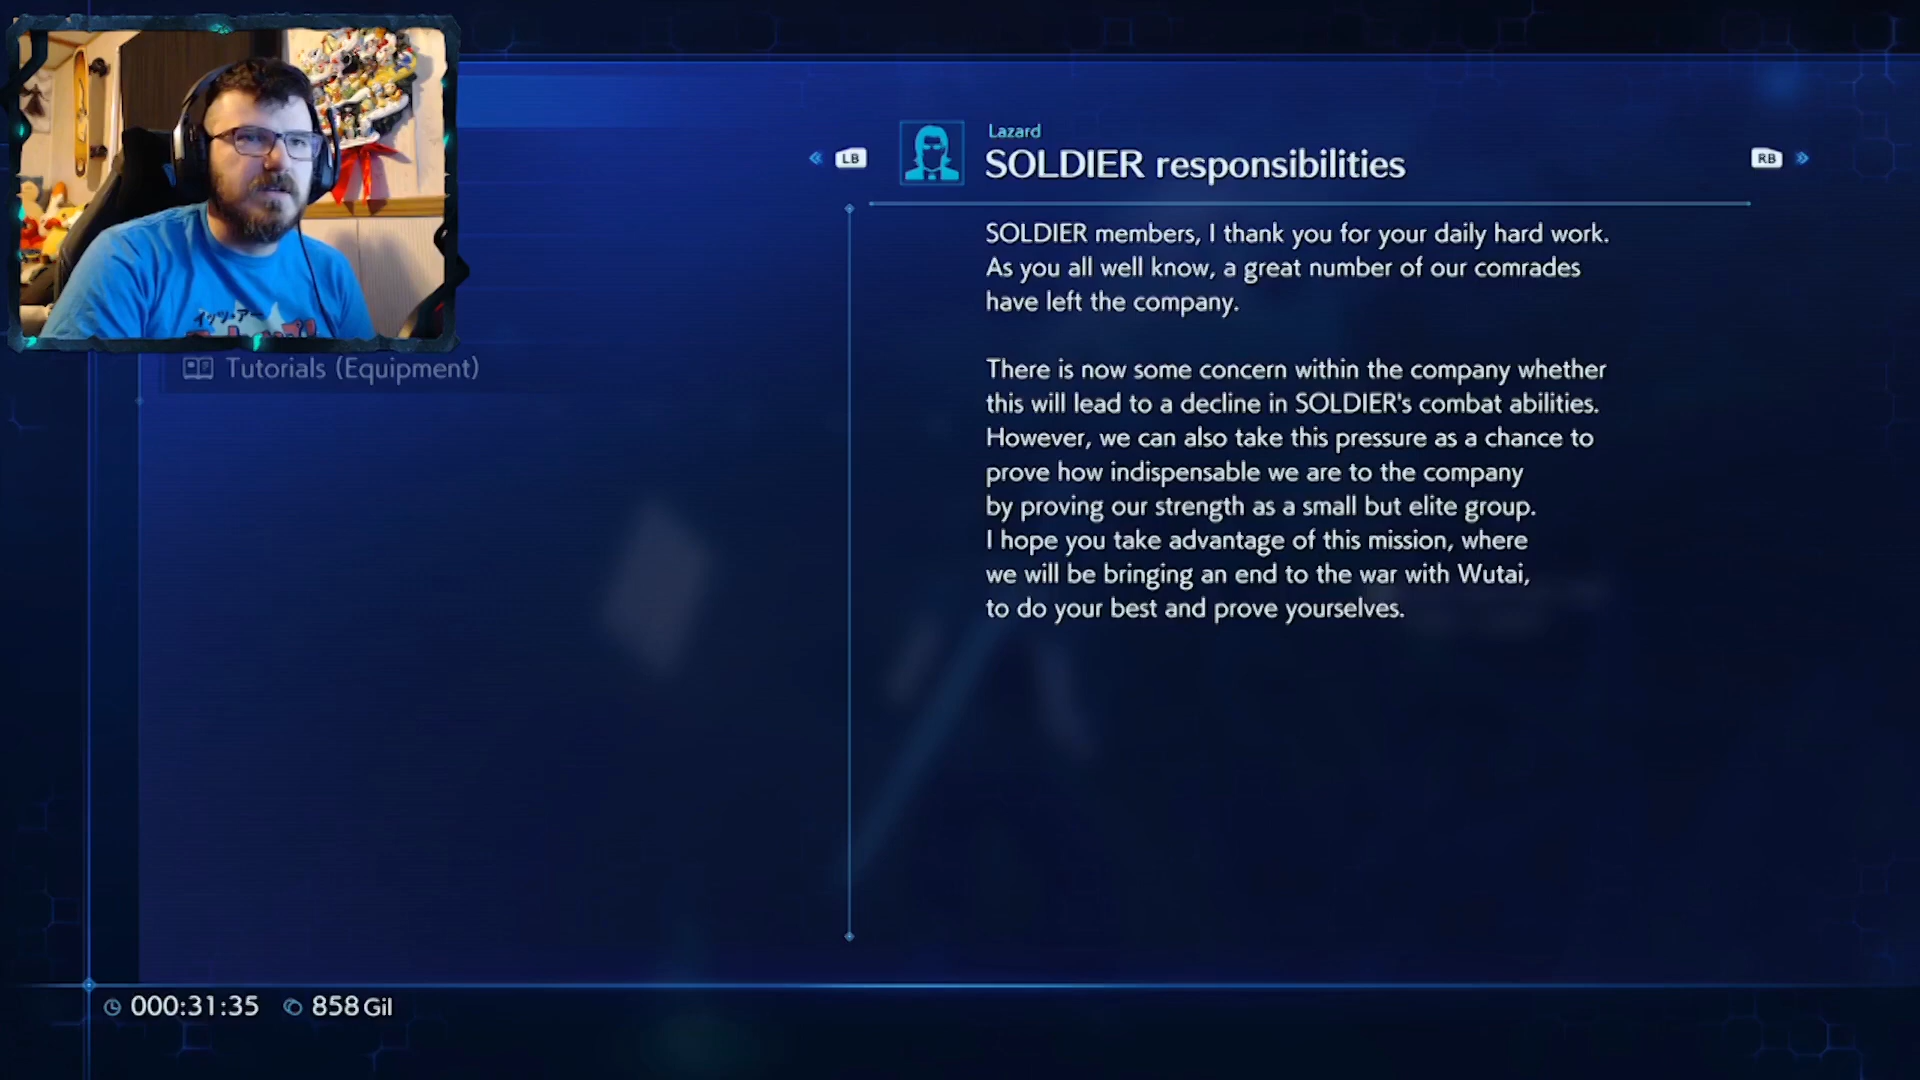 Lazard
LB
SOLDIER responsibilities
RB
SOLDIER members, I thank you for your daily hard work.
As you all well know, a great number of our comrades
have left the company.
There is now some concern within the company whether
this will lead to a decline in SOLDIER's combat abilities.
However, we can also take this pressure as a chance to
prove how indispensable we are to the company
by proving our strength as a small but elite group.
I hope you take advantage of this mission, where
we will be bringing an end to the war with Wutai,
to do your best and prove yourselves.
イッツ・アー
Tutorials (Equipment)
000:31:35
858 Gil